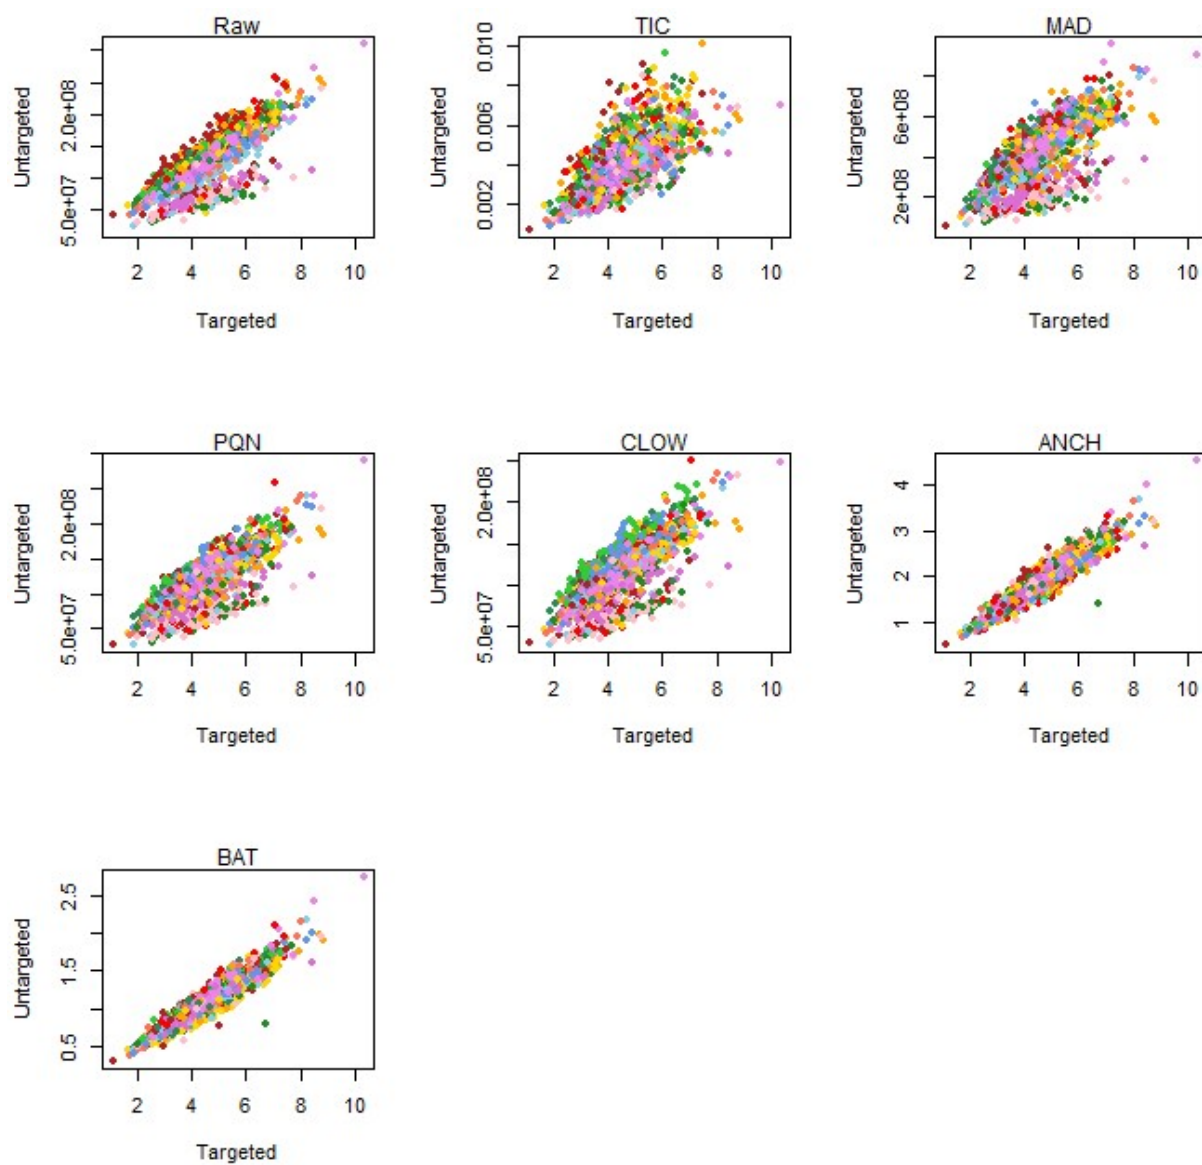 Raw
TIC
MAD
Untargeted
5.0e+07
2.0e+08
Untargeted
0.002
0.006
0.010
Untargeted
2e+08
6e+08
2 4 6 8 10
2 4 6 8 10
2 4 6 8 10
Targeted
Targeted
Targeted
PQN
CLOW
ANCH
Untargeted
5.0e+07
2.0e+08
Untargeted
5.0e+07
2.0e+08
Untargeted
1
2
3
4
2 4 6 8 10
2 4 6 8 10
2 4 6 8 10
Targeted
Targeted
Targeted
BAT
Untargeted
0.5
1.5
2.5
2 4 6 8 10
Targeted